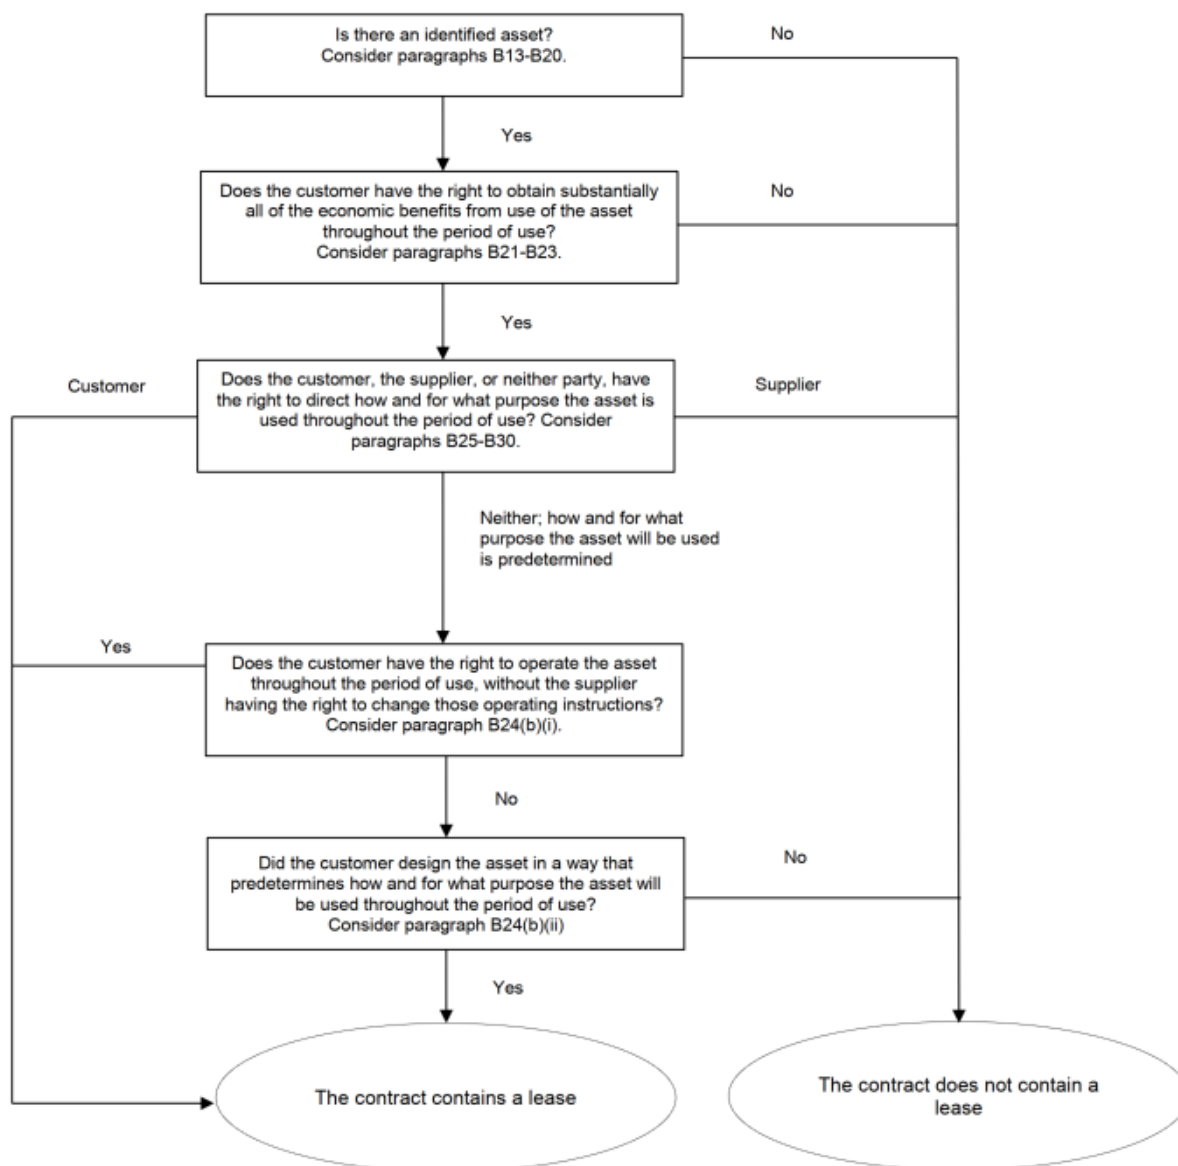 Is there an identified asset?
Consider paragraphs B13-B20.
No
Yes
Does the customer have the right to obtain substantially
all of the economic benefits from use of the asset
throughout the period of use?
Consider paragraphs B21-B23.
No
Yes
Customer
Does the customer, the supplier, or neither party, have
the right to direct how and for what purpose the asset is
used throughout the period of use? Consider
paragraphs B25-B30.
Supplier
Neither; how and for what
purpose the asset will be used
is predetermined
Yes
Does the customer have the right to operate the asset
throughout the period of use, without the supplier
having the right to change those operating instructions?
Consider paragraph B24(b)(i).
No
Did the customer design the asset in a way that
predetermines how and for what purpose the asset will
be used throughout the period of use?
Consider paragraph B24(b)(ii)
No
Yes
The contract contains a lease
The contract does not contain a
lease